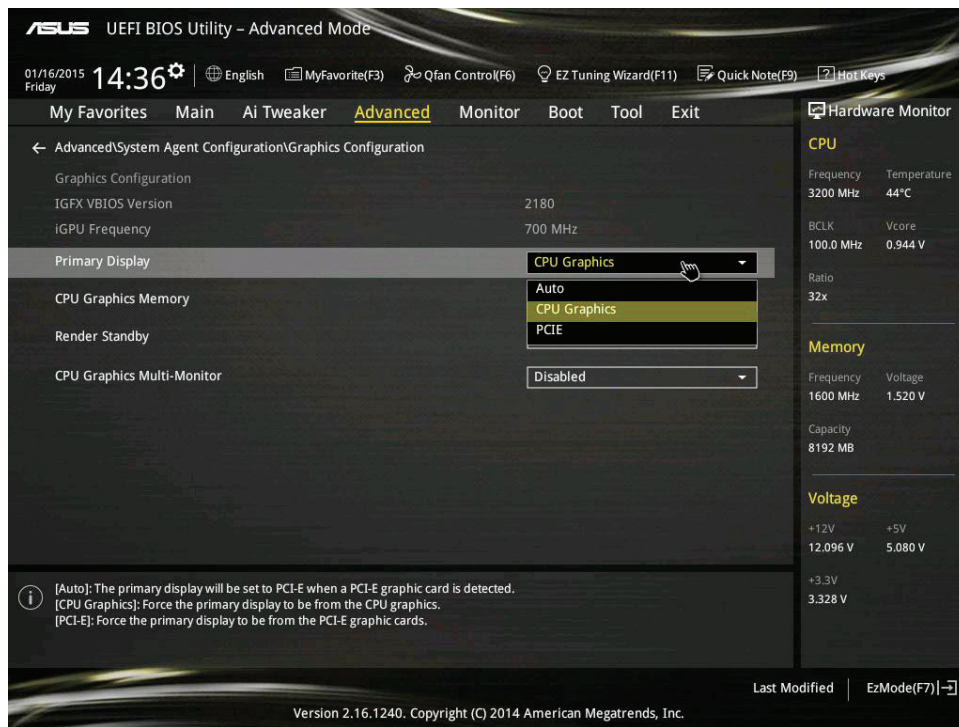 ASUS UEFI BIOS Utility – Advanced Mode
01/16/2015 Friday 14:36 English MyFavorite(F3) Qfan Control(F6) EZ Tuning Wizard(F11) Quick Note(F9) ? Hot Keys
My Favorites Main Ai Tweaker Advanced Monitor Boot Tool Exit
← Advanced\System Agent Configuration\Graphics Configuration
Graphics Configuration
IGFX VBIOS Version 2180
iGPU Frequency 700 MHz
Primary Display CPU Graphics
Auto
CPU Graphics
PCIE
CPU Graphics Memory
Render Standby
CPU Graphics Multi-Monitor Disabled
[Auto]: The primary display will be set to PCI-E when a PCI-E graphic card is detected.
[CPU Graphics]: Force the primary display to be from the CPU graphics.
[PCI-E]: Force the primary display to be from the PCI-E graphic cards.
Hardware Monitor
CPU
Frequency Temperature
3200 MHz 44°C
BCLK Vcore
100.0 MHz 0.944 V
Ratio
32x
Memory
Frequency Voltage
1600 MHz 1.520 V
Capacity
8192 MB
Voltage
+12V +5V
12.096 V 5.080 V
+3.3V
3.328 V
Last Modified EzMode(F7)
Version 2.16.1240. Copyright (C) 2014 American Megatrends, Inc.